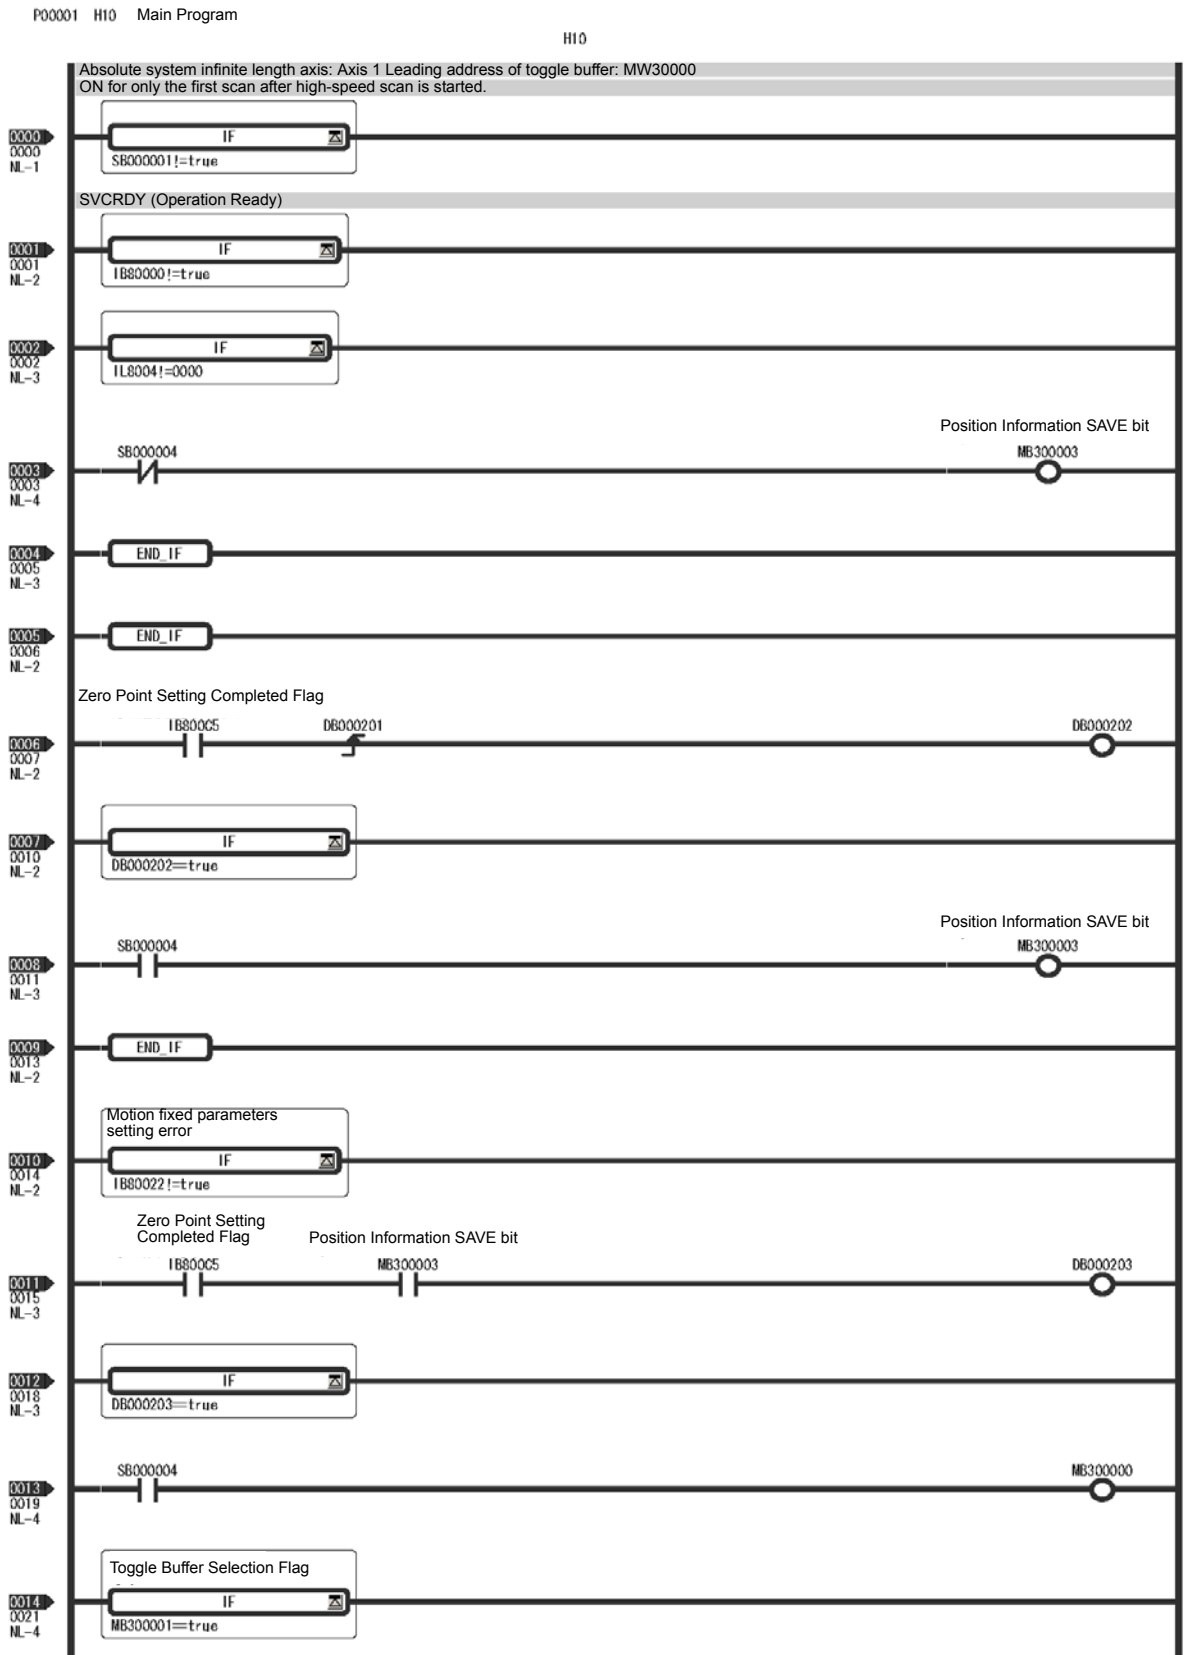 P00001 H10 Main Program
H10
Absolute system infinite length axis: Axis 1 Leading address of toggle buffer: MW30000
ON for only the first scan after high-speed scan is started.
0000
0000
NL-1
IF
SB000001!=true
SVCRDY (Operation Ready)
0001
0001
NL-2
IF
IB80000!=true
0002
0002
NL-3
IF
IL8004!=0000
Position Information SAVE bit
SB000004
MB300003
0003
0003
NL-4
0004
0005
NL-3
END_IF
0005
0006
NL-2
END_IF
Zero Point Setting Completed Flag
IB800C5
DB000201
DB000202
0006
0007
NL-2
0007
0010
NL-2
IF
DB000202==true
Position Information SAVE bit
SB000004
MB300003
0008
0011
NL-3
0009
0013
NL-2
END_IF
Motion fixed parameters
setting error
0010
0014
NL-2
IF
IB80022!=true
Zero Point Setting
Completed Flag
Position Information SAVE bit
IB800C5
MB300003
DB000203
0011
0015
NL-3
0012
0018
NL-3
IF
DB000203==true
SB000004
MB300000
0013
0019
NL-4
Toggle Buffer Selection Flag
0014
0021
NL-4
IF
MB300001==true